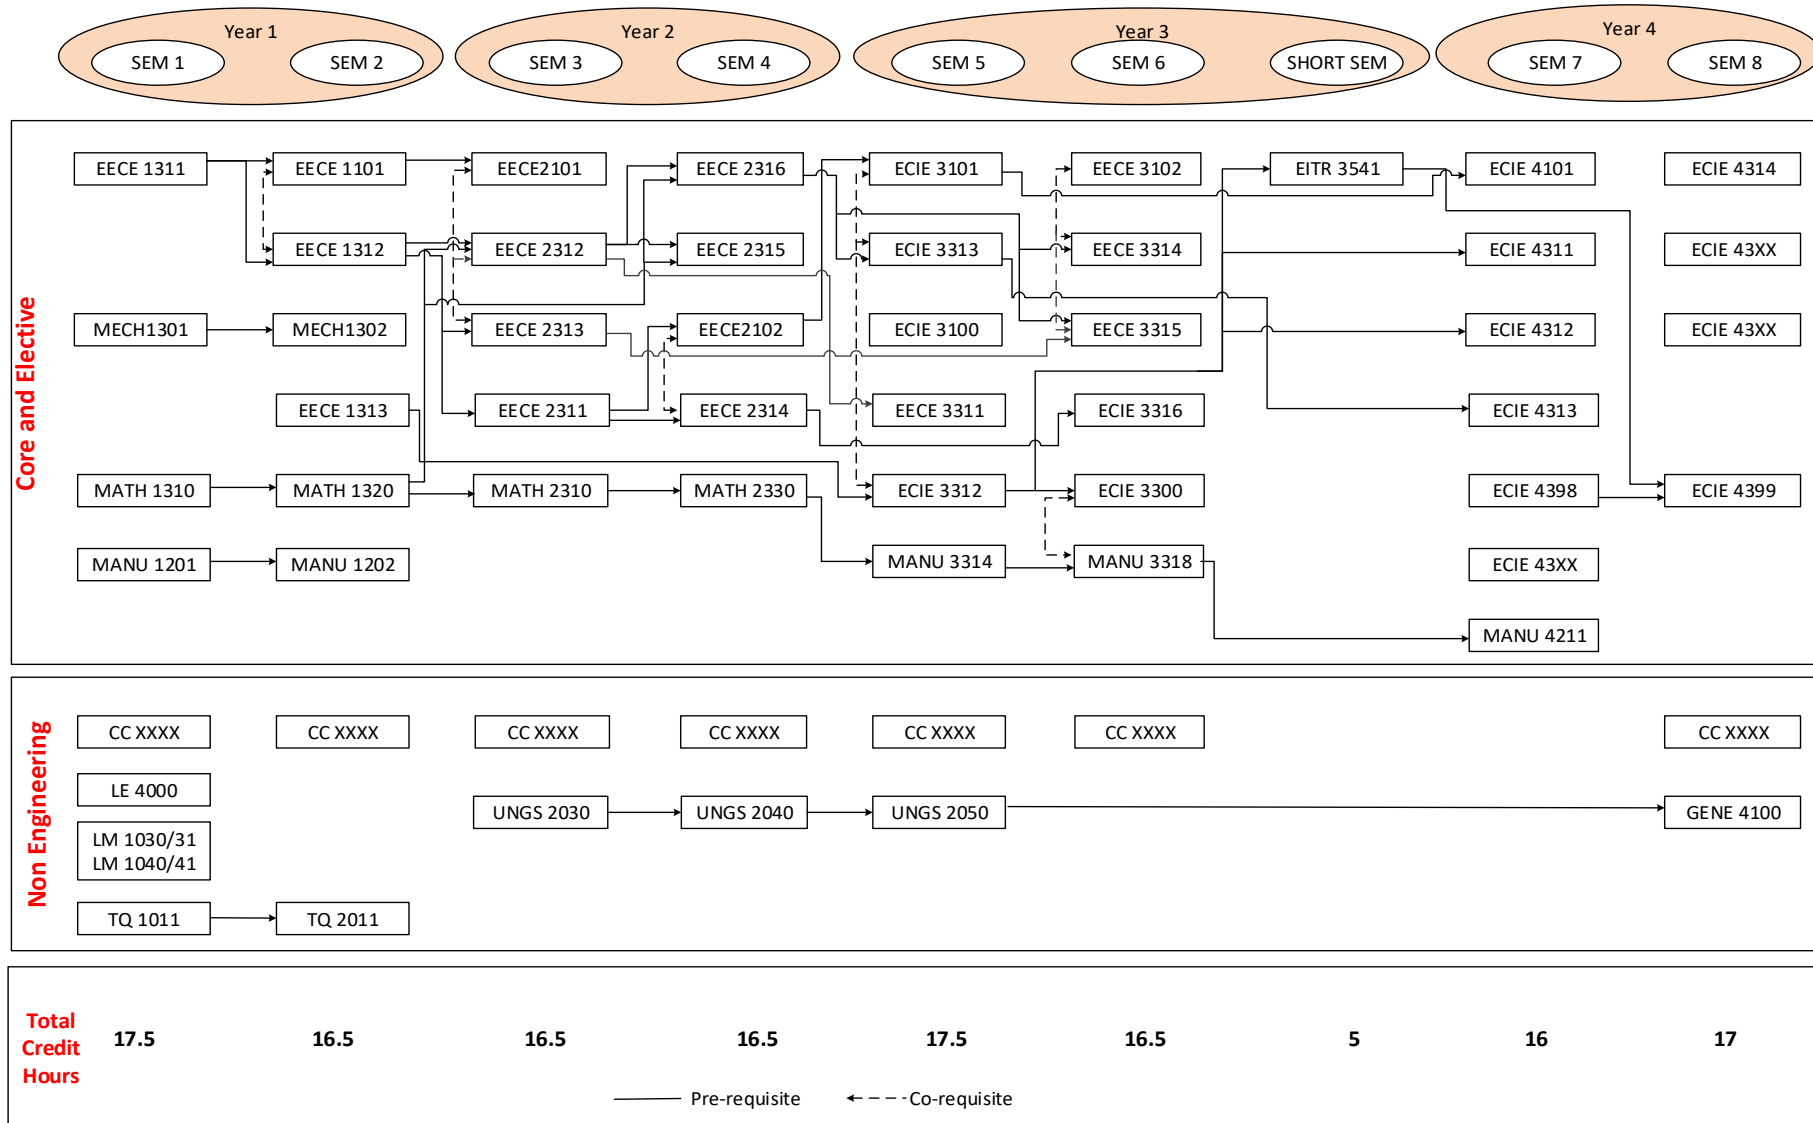 Year 1
Year 2
Year 3
Year 4
SEM 1
SEM 2
SEM 3
SEM 4
SEM 5
SEM 6
SHORT SEM
SEM 7
SEM 8
Core and Elective
EECE 1311
EECE 1101
EECE2101
EECE 2316
ECIE 3101
EECE 3102
EITR 3541
ECIE 4101
ECIE 4314
EECE 1312
EECE 2312
EECE 2315
ECIE 3313
EECE 3314
ECIE 4311
ECIE 43XX
MECH1301
MECH1302
EECE 2313
EECE2102
ECIE 3100
EECE 3315
ECIE 4312
ECIE 43XX
EECE 1313
EECE 2311
EECE 2314
EECE 3311
ECIE 3316
ECIE 4313
MATH 1310
MATH 1320
MATH 2310
MATH 2330
ECIE 3312
ECIE 3300
ECIE 4398
ECIE 4399
MANU 1201
MANU 1202
MANU 3314
MANU 3318
ECIE 43XX
MANU 4211
Non Engineering
CC XXXX
CC XXXX
CC XXXX
CC XXXX
CC XXXX
CC XXXX
CC XXXX
LE 4000
UNGS 2030
UNGS 2040
UNGS 2050
GENE 4100
LM 1030/31
LM 1040/41
TQ 1011
TQ 2011
Total
Credit
Hours
17.5
16.5
16.5
16.5
17.5
16.5
5
16
17
Pre-requisite
Co-requisite